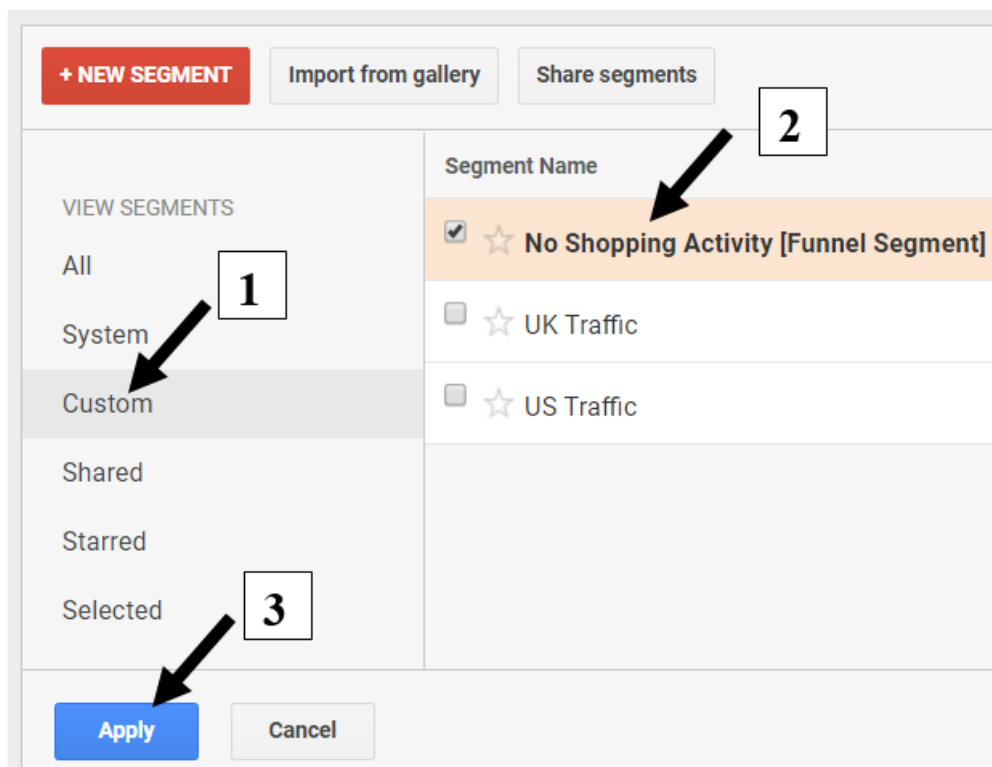 + NEW SEGMENT Import from gallery Share segments
2
Segment Name
VIEW SEGMENTS
No Shopping Activity [Funnel Segment]
All
1
System
UK Traffic
Custom
US Traffic
Shared
Starred
Selected
3
Apply Cancel